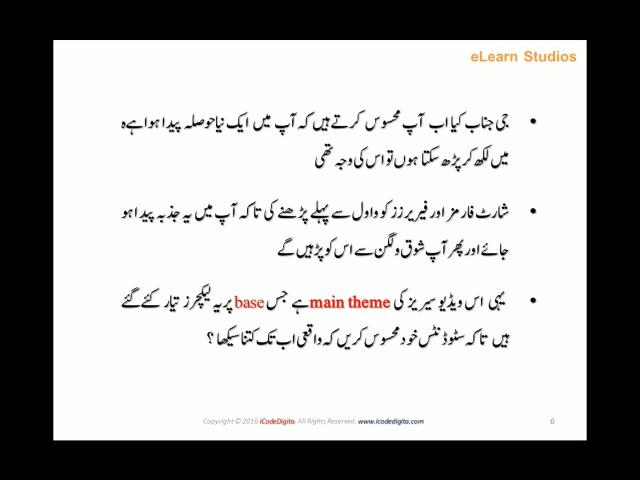 eLearn Studios
• جی جناب کیا اب آپ محسوس کرتے ہیں کہ آپ میں ایک نیا حوصلہ پیدا ہوا ہے ہ
میں لکھ کر پڑھ سکتا ہوں تو اس کی وجہ تھی
• شارٹ فارمز اور فیریزز کو واول سے پہلے پڑھنے کی تاکہ آپ میں یہ جذبہ پیدا ہو
جائے اور پھر آپ شوق و لگن سے اس کو پڑہیں گے
• یہی اس ویڈیو سیریز کی main theme ہے جس base پر یہ لیکچرز تیار کئے گئے
ہیں تاکہ سٹوڈنٹس خود محسوس کریں کہ واقعی اب تک کتنا سیکھا ؟
Copyright © 2016 iCodeDigita. All Rights Reserved. www.icodedigita.com 6